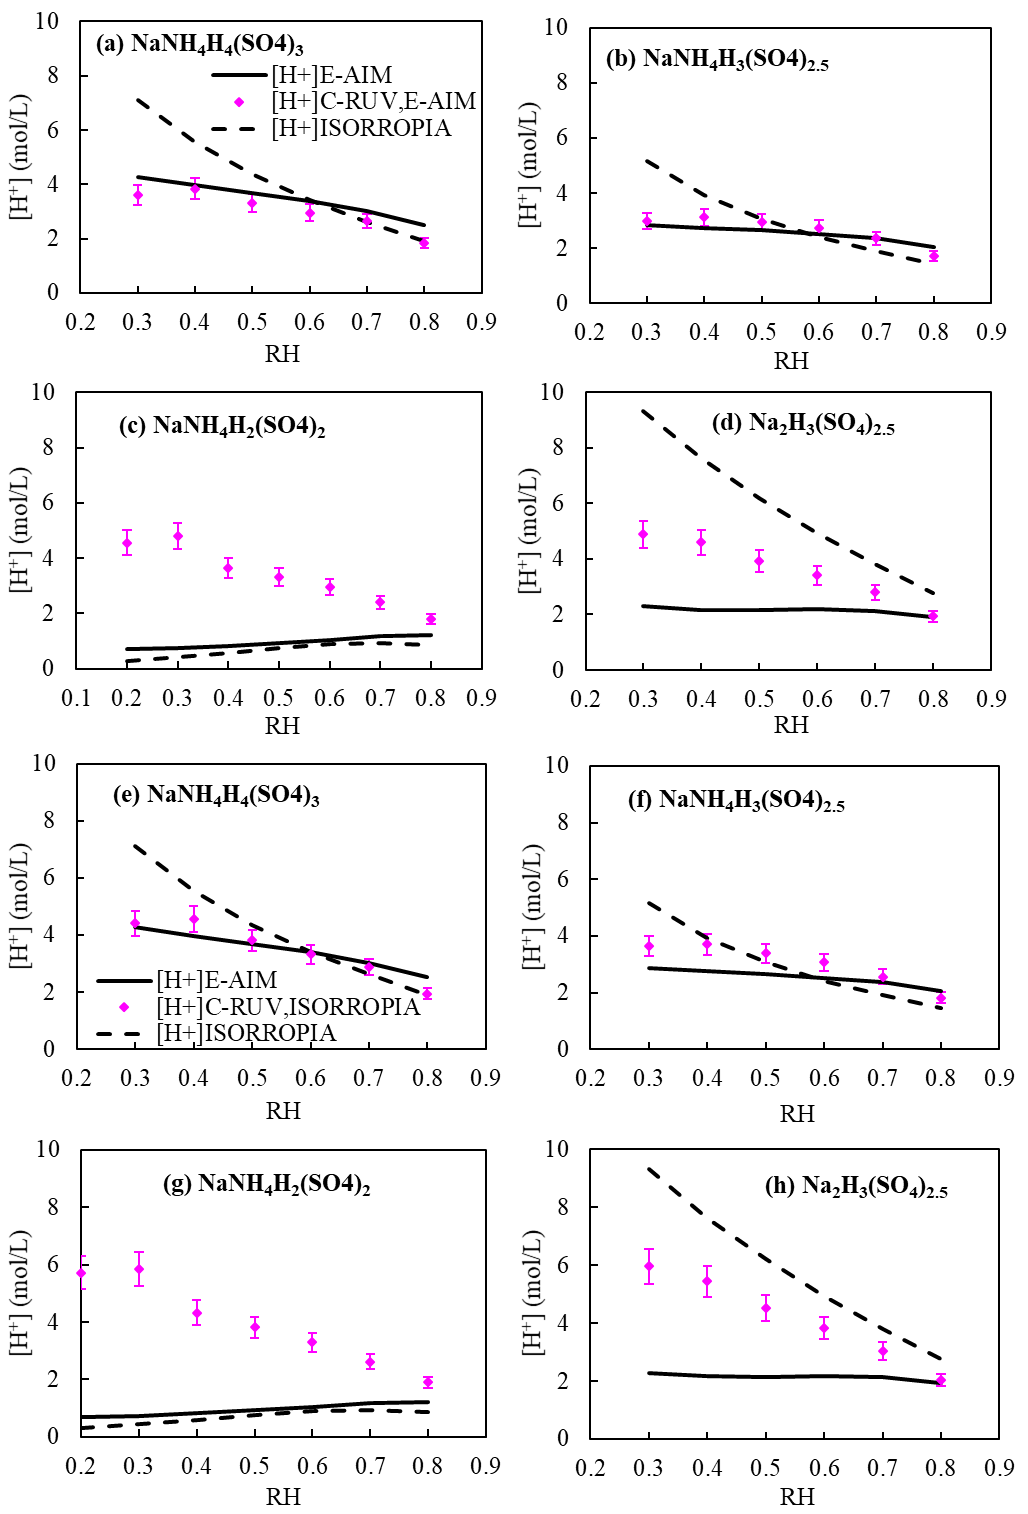 10
8
6
4
2
0
[H⁺] (mol/L)
(a) NaNH₄H₄(SO4)₃
[H+]E-AIM
[H+]C-RUV,E-AIM
[H+]ISORROPIA
0.2 0.3 0.4 0.5 0.6 0.7 0.8 0.9
RH
10
8
6
4
2
0
[H⁺] (mol/L)
(b) NaNH₄H₃(SO4)₂.₅
0.2 0.3 0.4 0.5 0.6 0.7 0.8 0.9
RH
10
8
6
4
2
0
[H⁺] (mol/L)
(c) NaNH₄H₂(SO4)₂
0.1 0.2 0.3 0.4 0.5 0.6 0.7 0.8 0.9
RH
10
8
6
4
2
0
[H⁺] (mol/L)
(d) Na₂H₃(SO₄)₂.₅
0.2 0.3 0.4 0.5 0.6 0.7 0.8 0.9
RH
10
8
6
4
2
0
[H⁺] (mol/L)
(e) NaNH₄H₄(SO4)₃
[H+]E-AIM
[H+]C-RUV,ISORROPIA
[H+]ISORROPIA
0.2 0.3 0.4 0.5 0.6 0.7 0.8 0.9
RH
10
8
6
4
2
0
[H⁺] (mol/L)
(f) NaNH₄H₃(SO4)₂.₅
0.2 0.3 0.4 0.5 0.6 0.7 0.8 0.9
RH
10
8
6
4
2
0
[H⁺] (mol/L)
(g) NaNH₄H₂(SO4)₂
0.2 0.3 0.4 0.5 0.6 0.7 0.8 0.9
RH
10
8
6
4
2
0
[H⁺] (mol/L)
(h) Na₂H₃(SO₄)₂.₅
0.2 0.3 0.4 0.5 0.6 0.7 0.8 0.9
RH